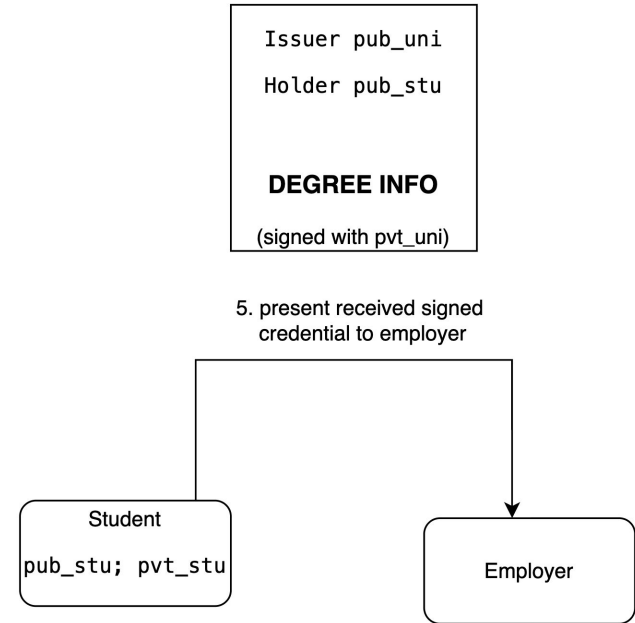 Issuer pub_uni
Holder pub_stu
DEGREE INFO
(signed with pvt_uni)
5. present received signed
credential to employer
Student
pub_stu; pvt_stu
Employer